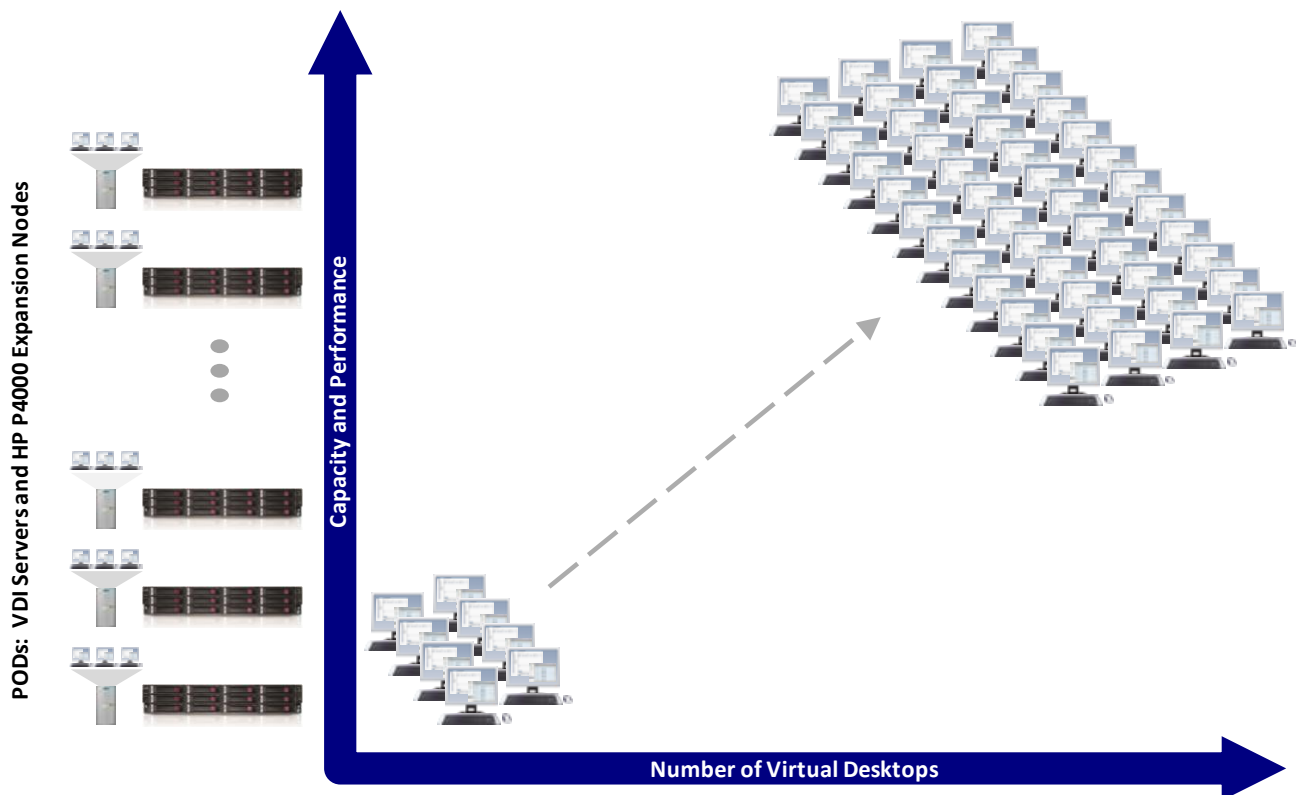 PODs: VDI Servers and HP P4000 Expansion Nodes
Capacity and Performance
Number of Virtual Desktops